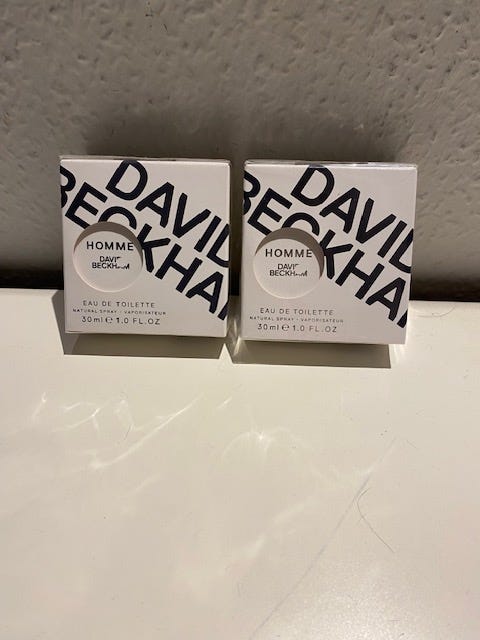 DAVID
BECKHAM
HOMME
DAVID
BECKHAM
EAU DE TOILETTE
NATURAL SPRAY - VAPORISATEUR
30ml ℮ 1.0 FL.OZ
DAVID
BECKHAM
HOMME
DAVID
BECKHAM
EAU DE TOILETTE
NATURAL SPRAY - VAPORISATEUR
30ml ℮ 1.0 FL.OZ